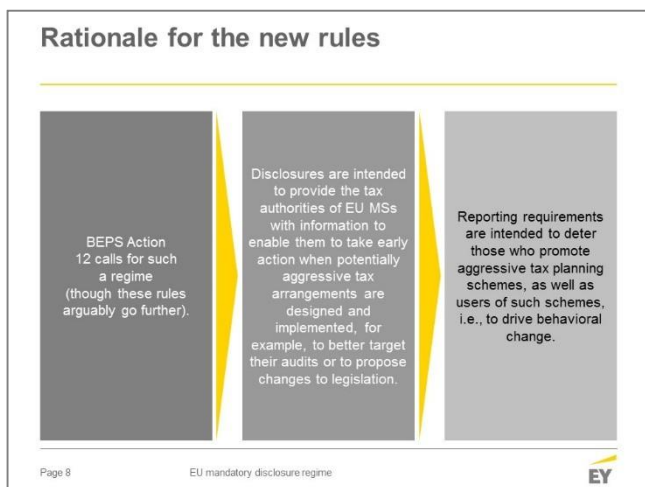 Rationale for the new rules
BEPS Action
12 calls for such
a regime
(though these rules
arguably go further).
Disclosures are intended
to provide the tax
authorities of EU MSs
with information to
enable them to take early
action when potentially
aggressive tax
arrangements are
designed and
implemented, for
example, to better target
their audits or to propose
changes to legislation.
Reporting requirements
are intended to deter
those who promote
aggressive tax planning
schemes, as well as
users of such schemes,
i.e., to drive behavioral
change.
Page 8
EU mandatory disclosure regime
EY